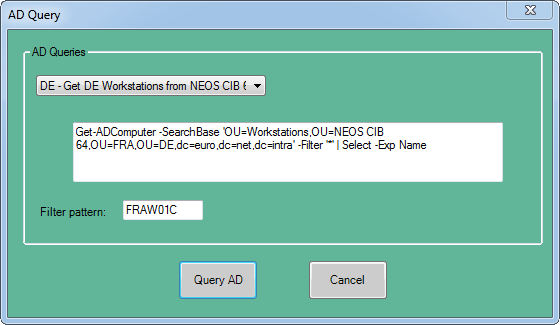 AD Query
AD Queries
DE - Get DE Workstations from NEOS CIB 6
Get-ADComputer -SearchBase 'OU=Workstations,OU=NEOS CIB
64,OU=FRA,OU=DE,dc=euro,dc=net,dc=intra' -Filter '*' | Select -Exp Name
Filter pattern:
FRAW01C
Query AD
Cancel